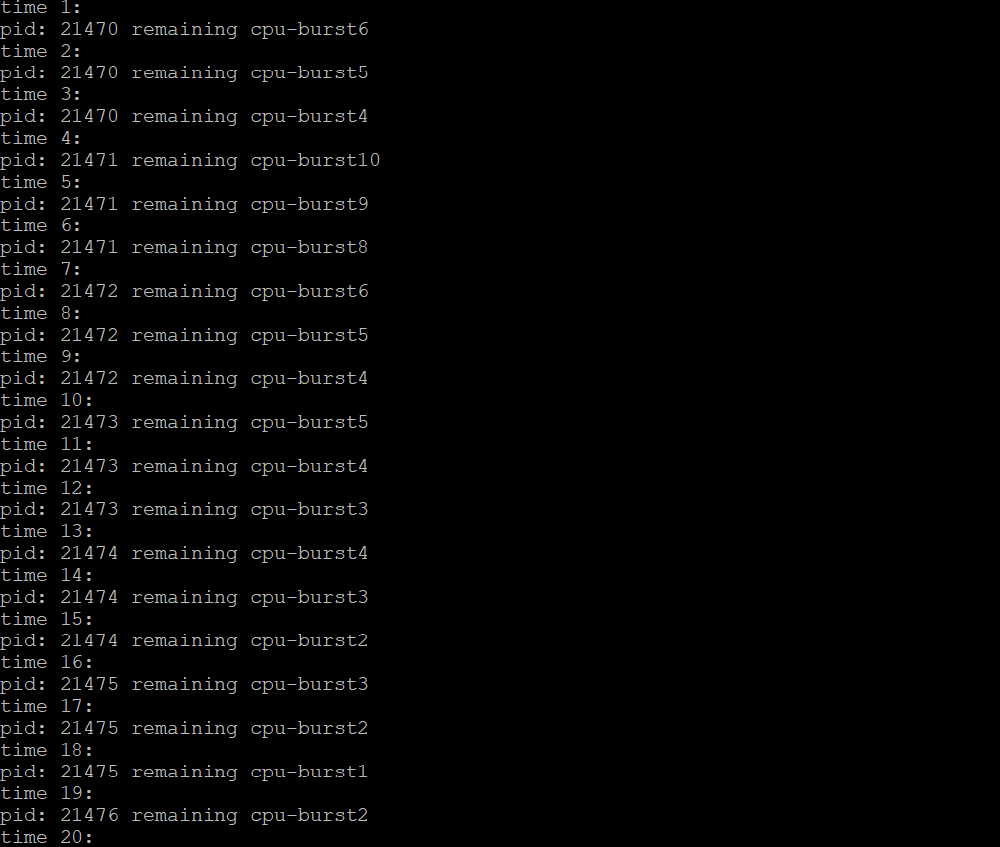 time 1:
pid: 21470 remaining cpu-burst6
time 2:
pid: 21470 remaining cpu-burst5
time 3:
pid: 21470 remaining cpu-burst4
time 4:
pid: 21471 remaining cpu-burst10
time 5:
pid: 21471 remaining cpu-burst9
time 6:
pid: 21471 remaining cpu-burst8
time 7:
pid: 21472 remaining cpu-burst6
time 8:
pid: 21472 remaining cpu-burst5
time 9:
pid: 21472 remaining cpu-burst4
time 10:
pid: 21473 remaining cpu-burst5
time 11:
pid: 21473 remaining cpu-burst4
time 12:
pid: 21473 remaining cpu-burst3
time 13:
pid: 21474 remaining cpu-burst4
time 14:
pid: 21474 remaining cpu-burst3
time 15:
pid: 21474 remaining cpu-burst2
time 16:
pid: 21475 remaining cpu-burst3
time 17:
pid: 21475 remaining cpu-burst2
time 18:
pid: 21475 remaining cpu-burst1
time 19:
pid: 21476 remaining cpu-burst2
time 20: